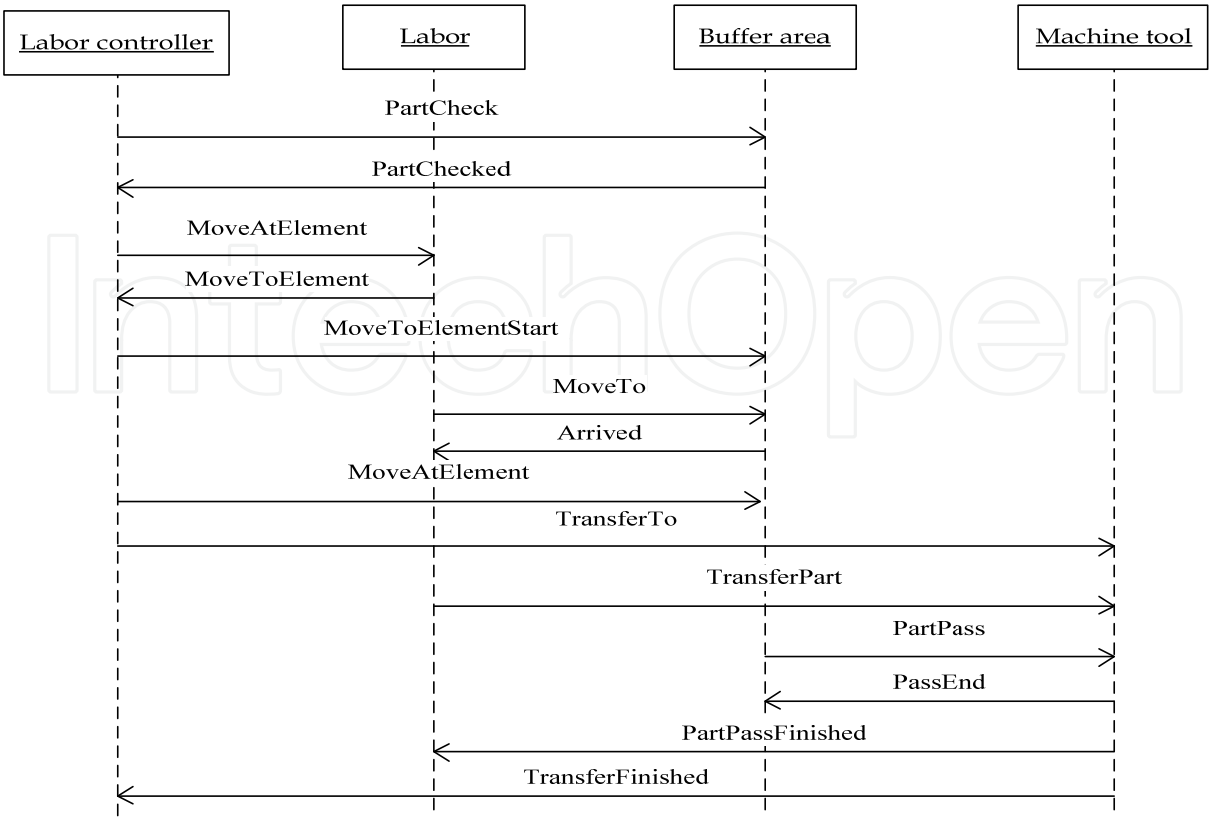 Labor controller
Labor
Buffer area
Machine tool
PartCheck
PartChecked
MoveAtElement
MoveToElement
MoveToElementStart
MoveTo
Arrived
MoveAtElement
TransferTo
TransferPart
PartPass
PassEnd
PartPassFinished
TransferFinished
IntechOpen